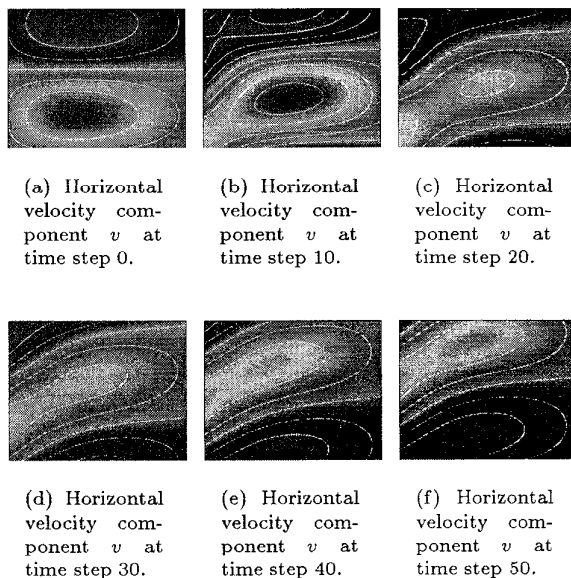 (a) Horizontal
velocity com-
ponent v at
time step 0.
(b) Horizontal
velocity com-
ponent v at
time step 10.
(c) Horizontal
velocity com-
ponent v at
time step 20.
(d) Horizontal
velocity com-
ponent v at
time step 30.
(e) Horizontal
velocity com-
ponent v at
time step 40.
(f) Horizontal
velocity com-
ponent v at
time step 50.